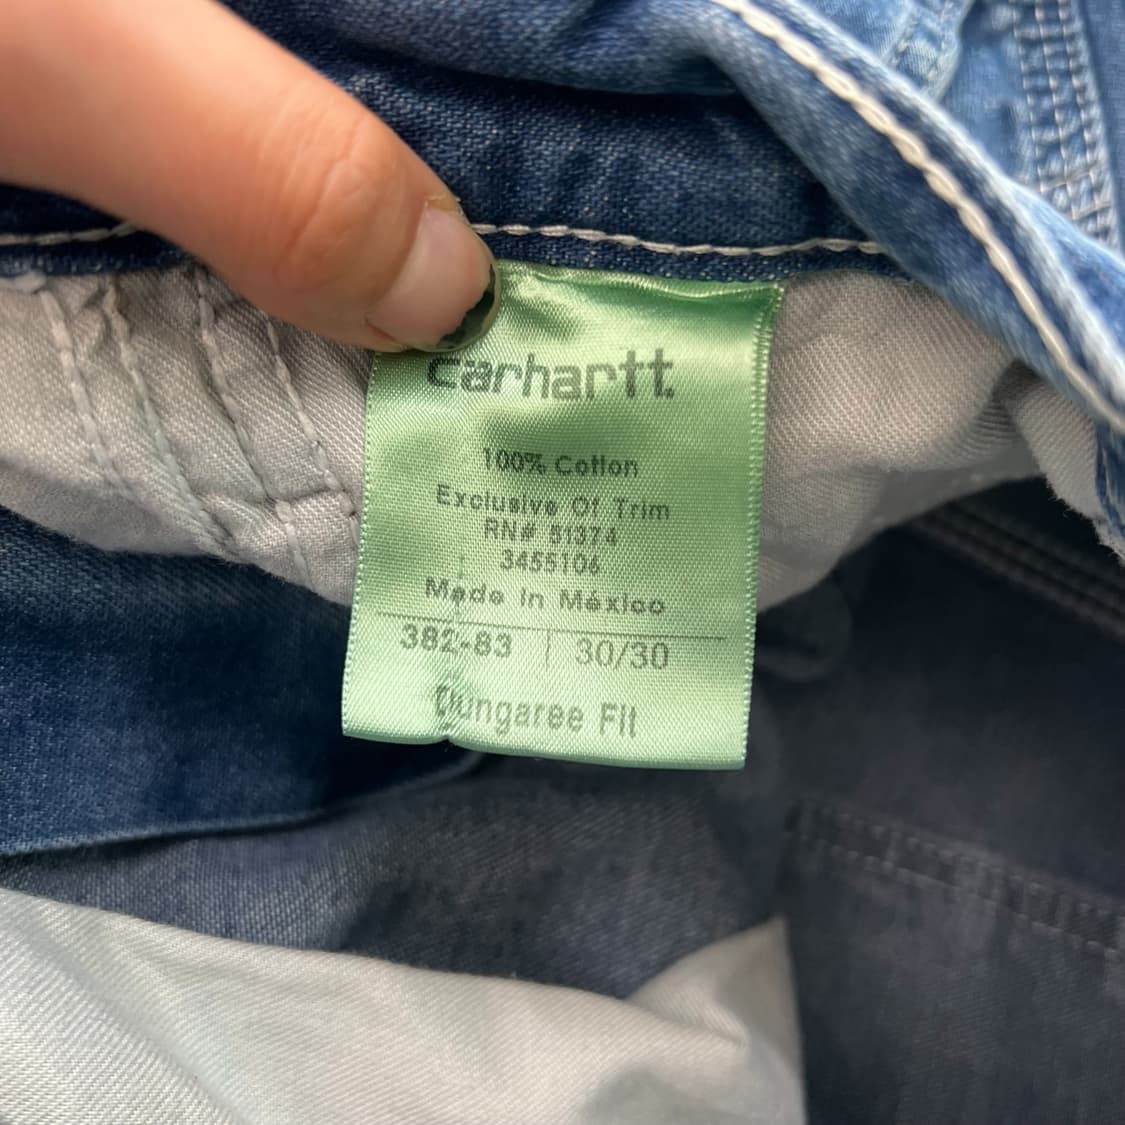 carhartt.
100% Cotton
Exclusive Of Trim
RN# 51374
3455106
Made In México
382-83 | 30/30
Dungaree Fit